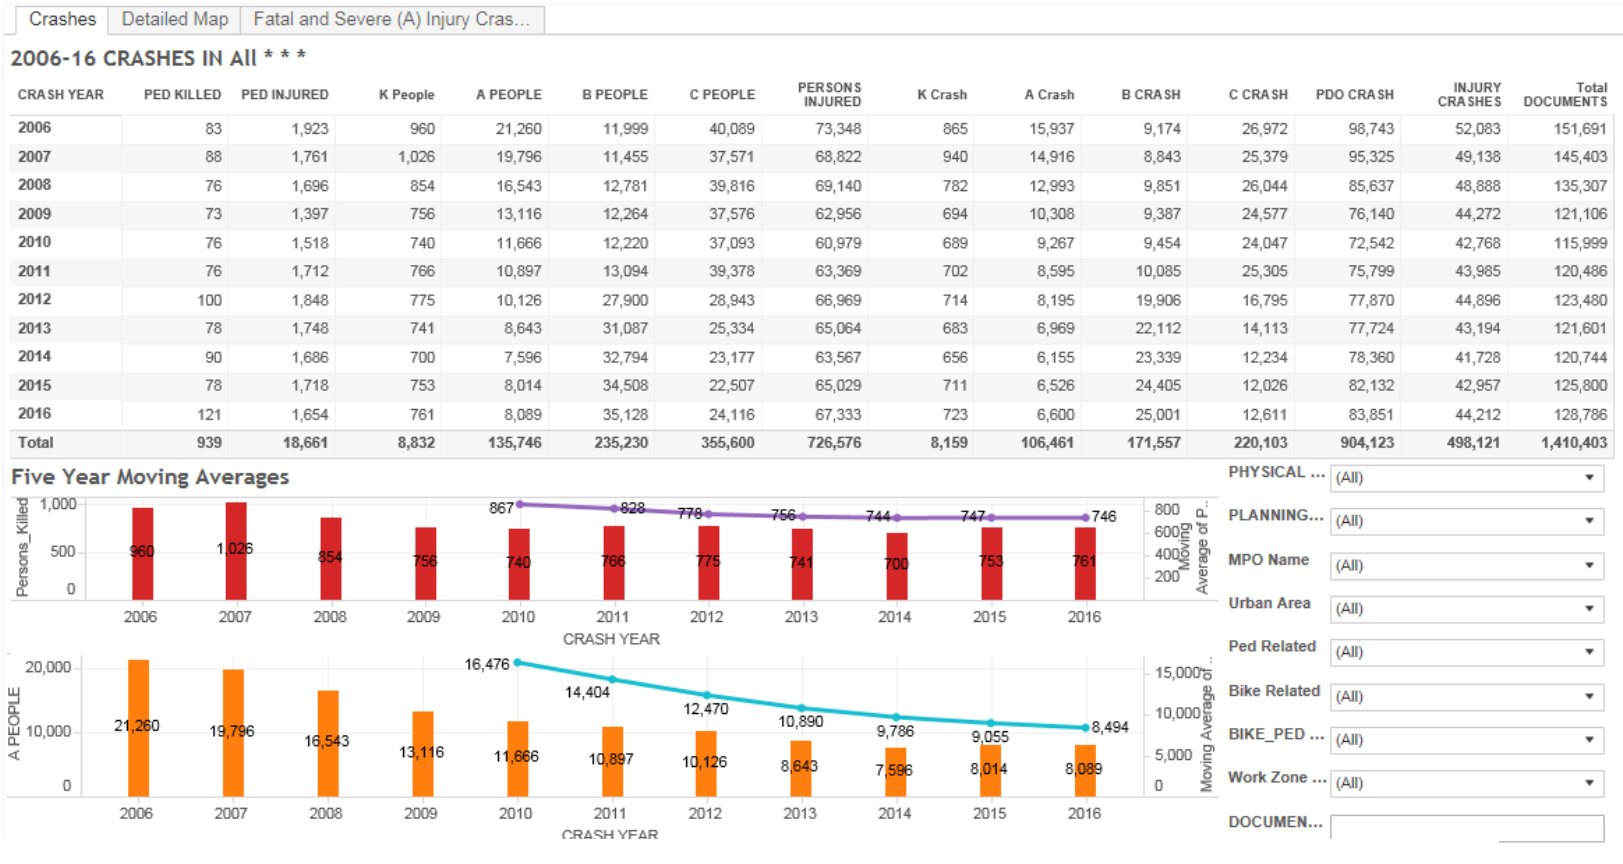 Crashes Detailed Map Fatal and Severe (A) Injury Cras...
2006-16 CRASHES IN All * * *
CRASH YEAR PED KILLED PED INJURED K People A PEOPLE B PEOPLE C PEOPLE PERSONS INJURED K Crash A Crash B CRASH C CRASH PDO CRASH INJURY CRASHES Total DOCUMENTS
2006 83 1,923 960 21,260 11,999 40,089 73,348 865 15,937 9,174 26,972 98,743 52,083 151,691
2007 88 1,761 1,026 19,796 11,455 37,571 68,822 940 14,916 8,843 25,379 95,325 49,138 145,403
2008 76 1,696 854 16,543 12,781 39,816 69,140 782 12,993 9,851 26,044 85,637 48,888 135,307
2009 73 1,397 756 13,116 12,264 37,576 62,956 694 10,308 9,387 24,577 76,140 44,272 121,106
2010 76 1,518 740 11,666 12,220 37,093 60,979 689 9,267 9,454 24,047 72,542 42,768 115,999
2011 76 1,712 766 10,897 13,094 39,378 63,369 702 8,595 10,085 25,305 75,799 43,985 120,486
2012 100 1,848 775 10,126 27,900 28,943 66,969 714 8,195 19,906 16,795 77,870 44,896 123,480
2013 78 1,748 741 8,643 31,087 25,334 65,064 683 6,969 22,112 14,113 77,724 43,194 121,601
2014 90 1,686 700 7,596 32,794 23,177 63,567 656 6,155 23,339 12,234 78,360 41,728 120,744
2015 78 1,718 753 8,014 34,508 22,507 65,029 711 6,526 24,405 12,026 82,132 42,957 125,800
2016 121 1,654 761 8,089 35,128 24,116 67,333 723 6,600 25,001 12,611 83,851 44,212 128,786
Total 939 18,661 8,832 135,746 235,230 355,600 726,576 8,159 106,461 171,557 220,103 904,123 498,121 1,410,403
Five Year Moving Averages
Persons_Killed
1,000
500
0
867 828 778 756 744 747 746
960 1,026 854 756 740 766 775 741 700 753 761
800
600
400
200
Moving
Average of P..
2006 2007 2008 2009 2010 2011 2012 2013 2014 2015 2016
CRASH YEAR
A PEOPLE
20,000
10,000
0
16,476 14,404 12,470 10,890 9,786 9,055 8,494
21,260 19,796 16,543 13,116 11,666 10,897 10,126 8,643 7,596 8,014 8,089
15,000
10,000
5,000
0
Moving Average of ..
2006 2007 2008 2009 2010 2011 2012 2013 2014 2015 2016
CRASH YEAR
PHYSICAL ... (All)
PLANNING... (All)
MPO Name (All)
Urban Area (All)
Ped Related (All)
Bike Related (All)
BIKE_PED ... (All)
Work Zone ... (All)
DOCUMEN...